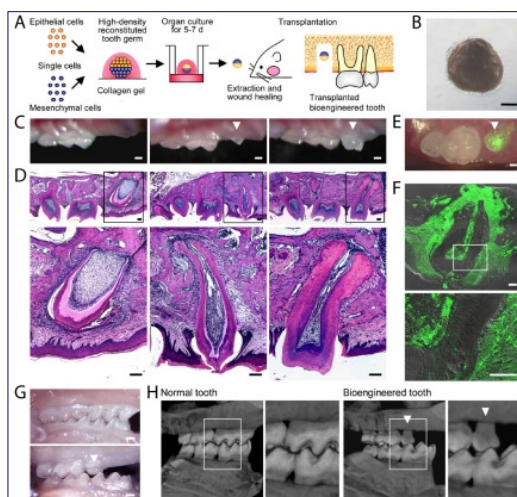 A
Epithelial cells
Single cells
Mesenchymal cells
High-density
reconstituted
tooth germ
Collagen gel
Organ culture for
5-7 d
Transplantation
Extraction and
wound healing
Transplanted
bioengineered tooth
B
C
E
D
F
G
H
Normal tooth
Bioengineered tooth